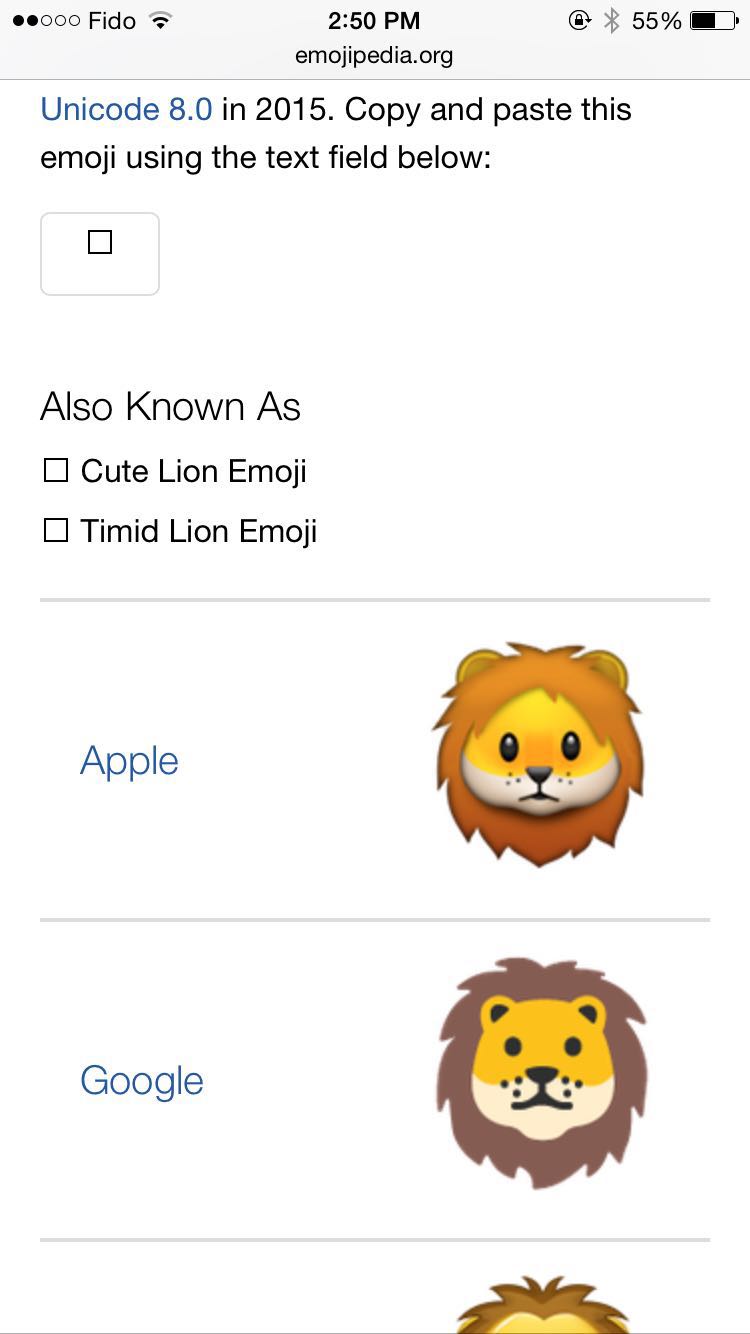 Fido 2:50 PM 55%
emojipedia.org
Unicode 8.0 in 2015. Copy and paste this
emoji using the text field below:
□
Also Known As
□ Cute Lion Emoji
□ Timid Lion Emoji
Apple
Google